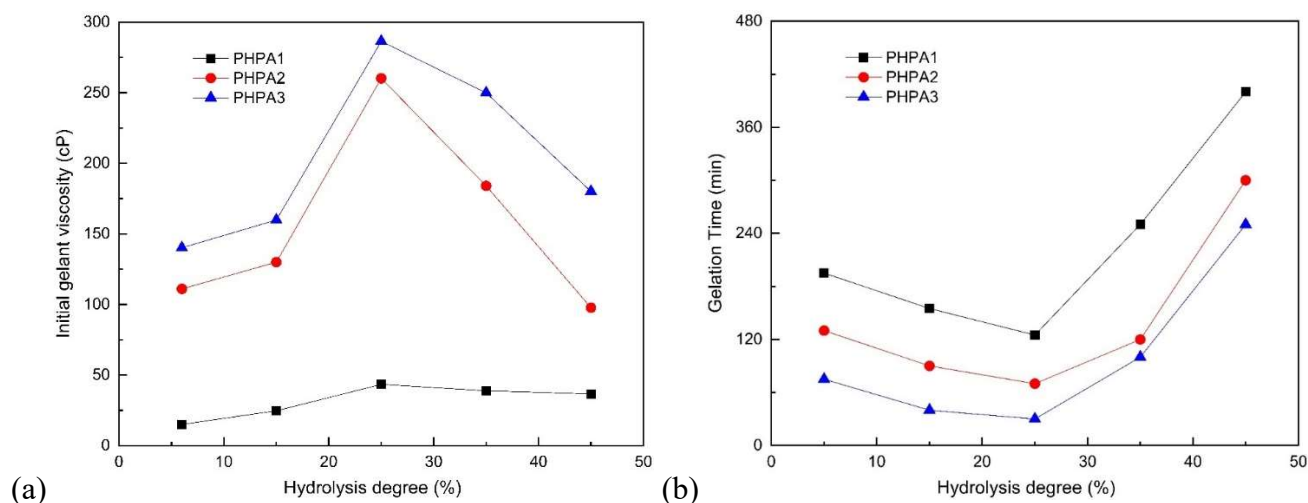 300
250
200
150
100
50
0
Initial gelant viscosity (cP)
PHPA1
PHPA2
PHPA3
0 10 20 30 40 50
Hydrolysis degree (%)
(a)
480
360
240
120
0
Gelation Time (min)
PHPA1
PHPA2
PHPA3
0 10 20 30 40 50
Hydrolysis degree (%)
(b)